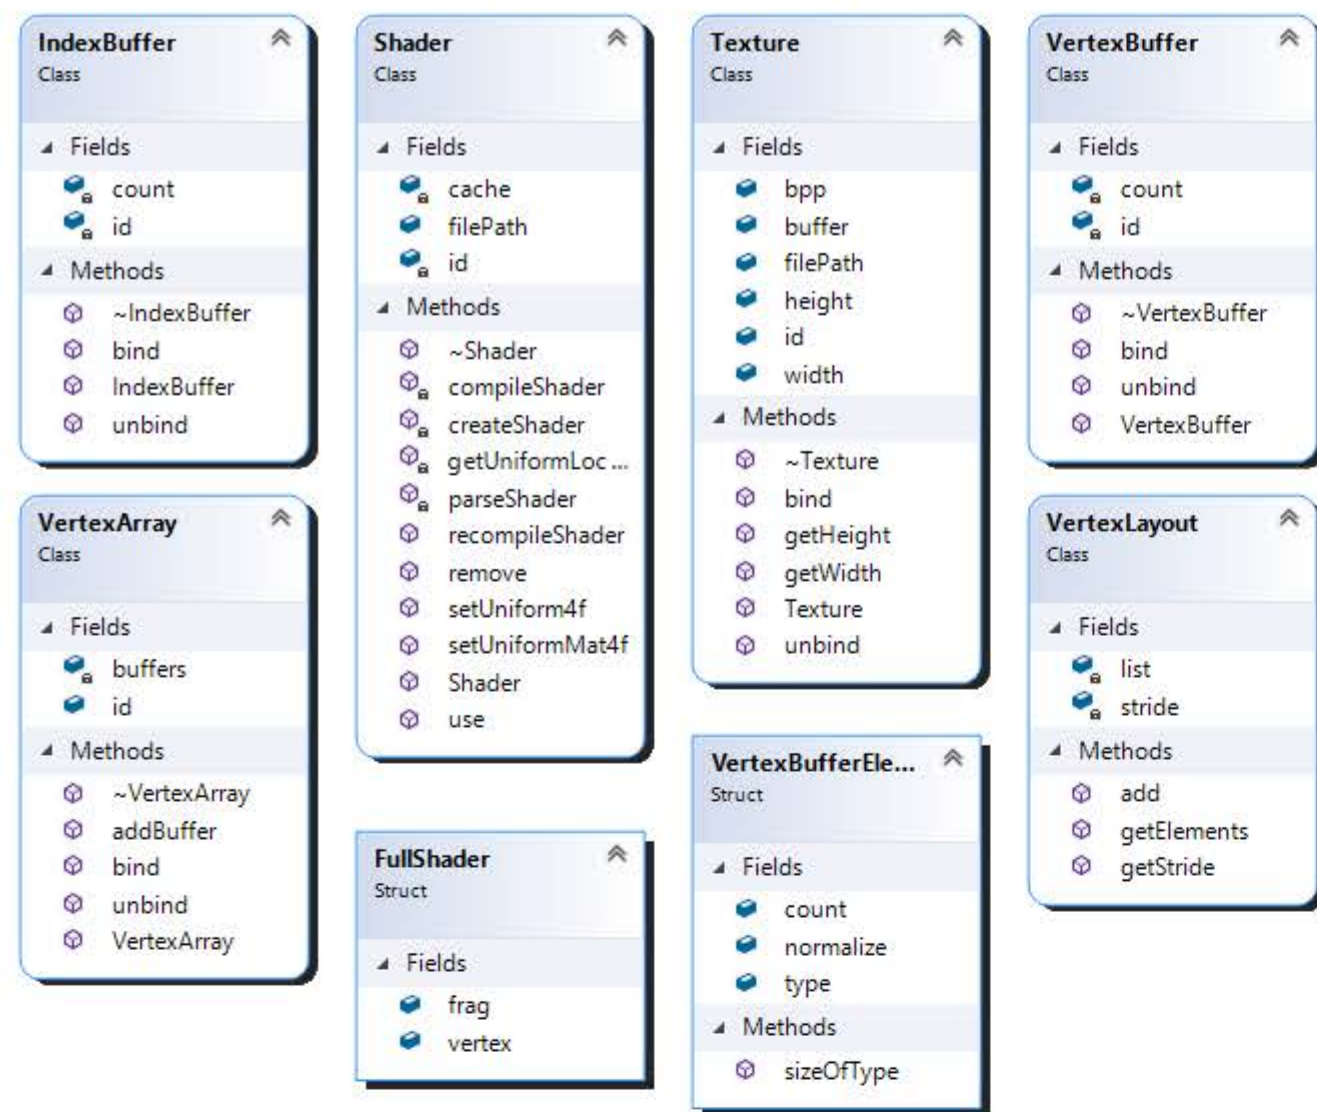 IndexBuffer
Class
Fields
count
id
Methods
~IndexBuffer
bind
IndexBuffer
unbind
Shader
Class
Fields
cache
filePath
id
Methods
~Shader
compileShader
createShader
getUniformLoc ...
parseShader
recompileShader
remove
setUniform4f
setUniformMat4f
Shader
use
Texture
Class
Fields
bpp
buffer
filePath
height
id
width
Methods
~Texture
bind
getHeight
getWidth
Texture
unbind
VertexBuffer
Class
Fields
count
id
Methods
~VertexBuffer
bind
unbind
VertexBuffer
VertexArray
Class
Fields
buffers
id
Methods
~VertexArray
addBuffer
bind
unbind
VertexArray
FullShader
Struct
Fields
frag
vertex
VertexBufferEle...
Struct
Fields
count
normalize
type
Methods
sizeOfType
VertexLayout
Class
Fields
list
stride
Methods
add
getElements
getStride